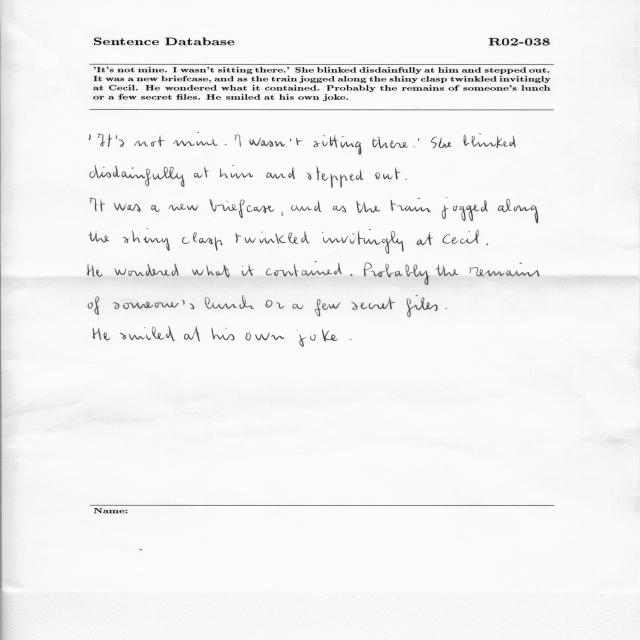 Sentence Database R02-038
'It's not mine. I wasn't sitting there.' She blinked disdainfully at him and stepped out.
It was a new briefcase, and as the train jogged along the shiny clasp twinkled invitingly
at Cecil. He wondered what it contained. Probably the remains of someone's lunch
or a few secret files. He smiled at his own joke.
'It's not mine. I wasn't sitting there.' She blinked
disdainfully at him and stepped out.
It was a new briefcase, and as the train jogged along
the shiny clasp twinkled invitingly at Cecil.
He wondered what it contained. Probably the remains
of someone's lunch or a few secret files.
He smiled at his own joke.
Name: